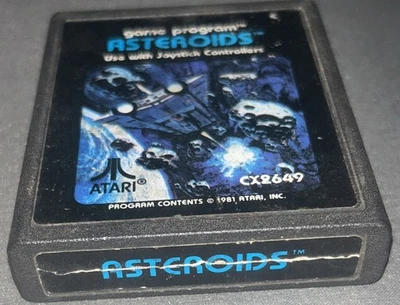 game program™
ASTEROIDS™
Use with Joystick Controllers
ATARI®
CX2649
PROGRAM CONTENTS © 1981 ATARI, INC.
ASTEROIDS™